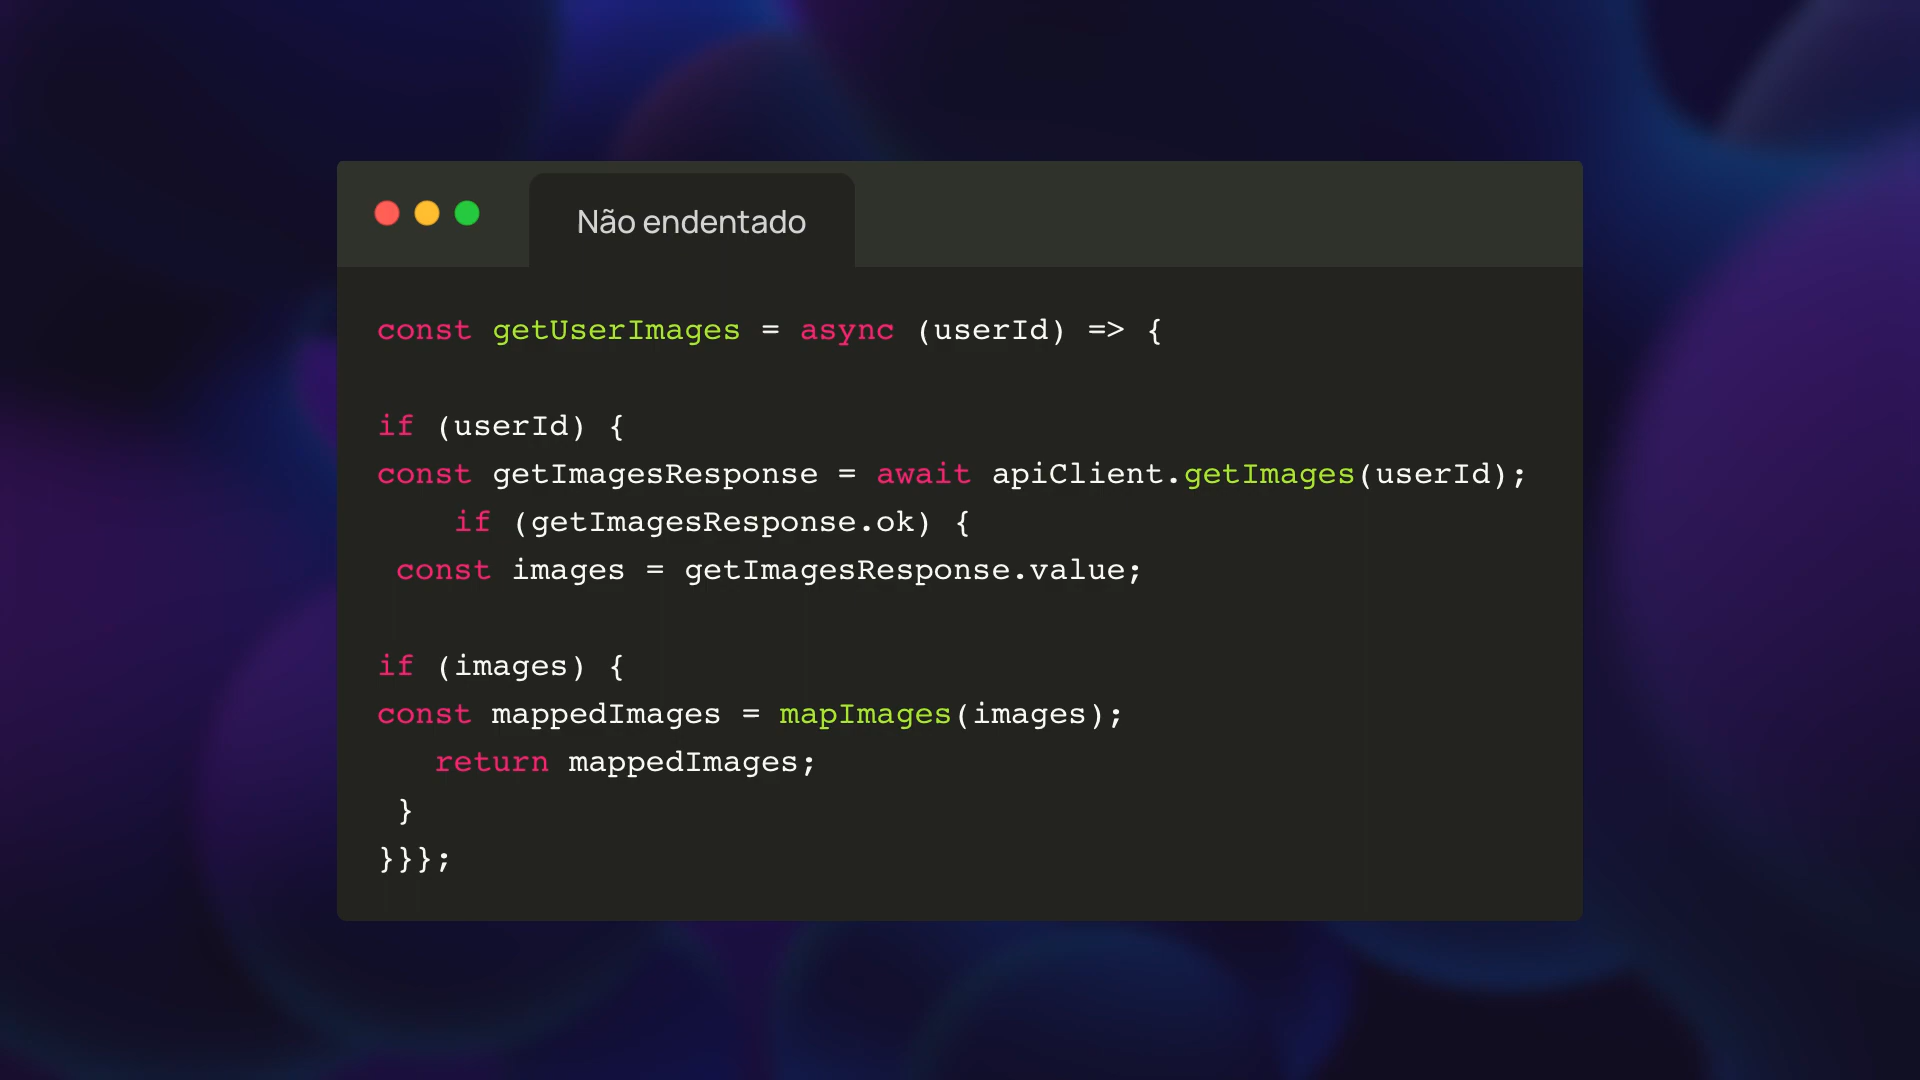 Não endentado
const getUserImages = async (userId) => {
if (userId) {
const getImagesResponse = await apiClient.getImages(userId);
    if (getImagesResponse.ok) {
 const images = getImagesResponse.value;
if (images) {
const mappedImages = mapImages(images);
   return mappedImages;
 }
}}};